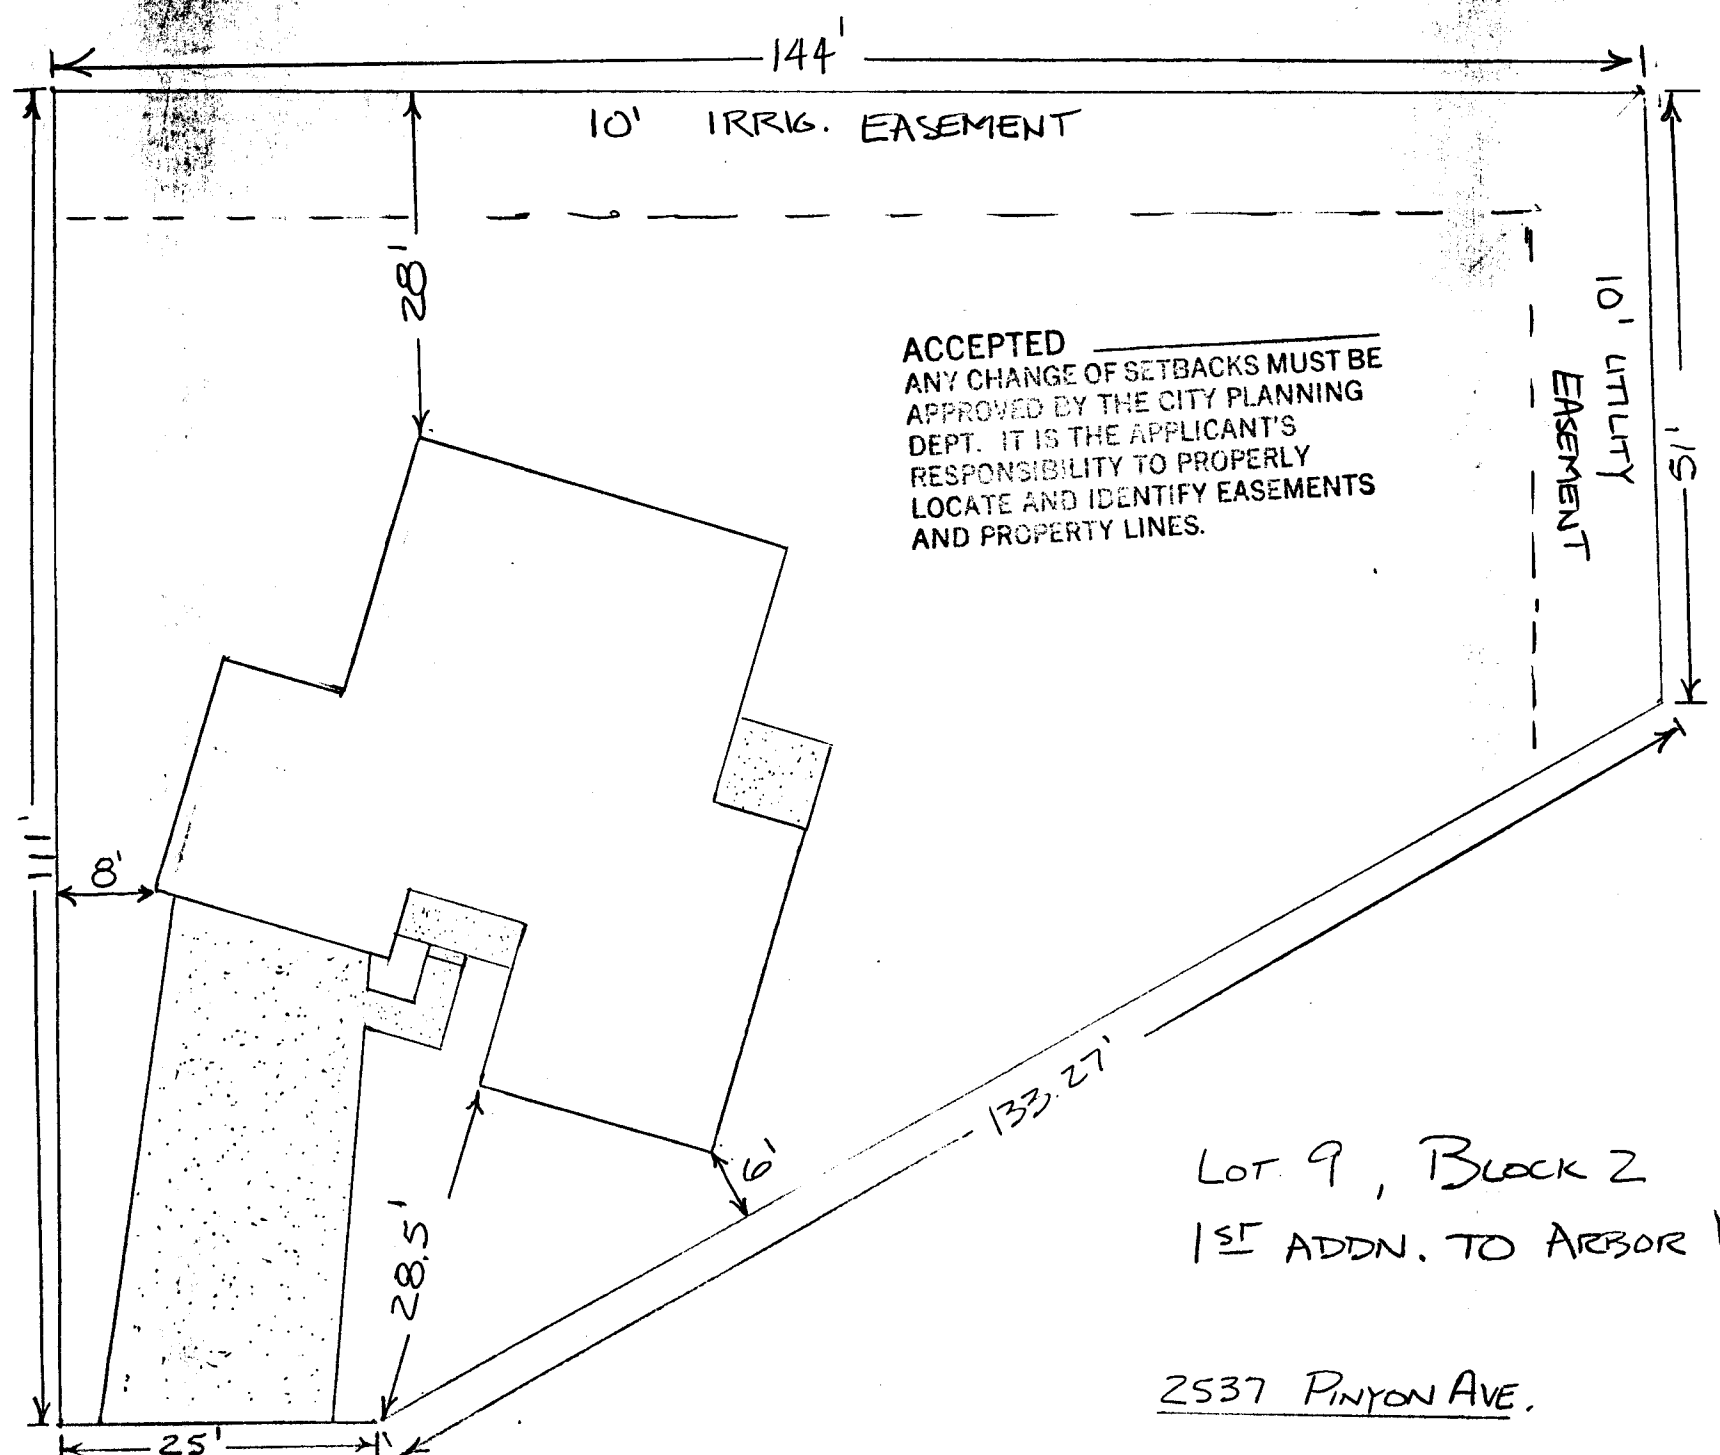 144'
10' IRRIG. EASEMENT
28'
10' UTILITY
EASEMENT
ACCEPTED
ANY CHANGE OF SETBACKS MUST BE
APPROVED BY THE CITY PLANNING
DEPT. IT IS THE APPLICANT'S
RESPONSIBILITY TO PROPERLY
LOCATE AND IDENTIFY EASEMENTS
AND PROPERTY LINES.
51'
111'
8'
133.27'
6'
28.5'
LOT 9, BLOCK 2
1ST ADDN. TO ARBOR
2537 PINYON AVE.
25'